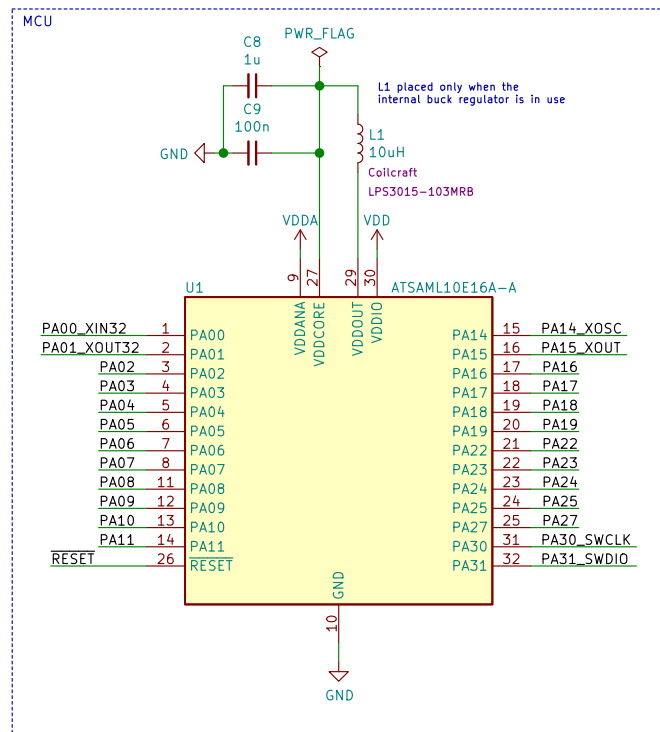 MCU
PWR_FLAG
C8
1u
L1 placed only when the
internal buck regulator is in use
C9
100n
GND
L1
10uH
Coilcraft
LPS3015-103MRB
VDDA
VDD
9
27
29
30
U1
ATSAML10E16A-A
VDDANA
VDDCORE
VDDOUT
VDDIO
PA00_XIN32 1 PA00
PA14 15 PA14_XOSC
PA01_XOUT32 2 PA01
PA15 16 PA15_XOUT
PA02 3 PA02
PA16 17 PA16
PA03 4 PA03
PA17 18 PA17
PA04 5 PA04
PA18 19 PA18
PA05 6 PA05
PA19 20 PA19
PA06 7 PA06
PA22 21 PA22
PA07 8 PA07
PA23 22 PA23
PA08 11 PA08
PA24 23 PA24
PA09 12 PA09
PA25 24 PA25
PA10 13 PA10
PA27 25 PA27
PA11 14 PA11
PA30 31 PA30_SWCLK
RESET 26 RESET
PA31 32 PA31_SWDIO
GND
10
GND